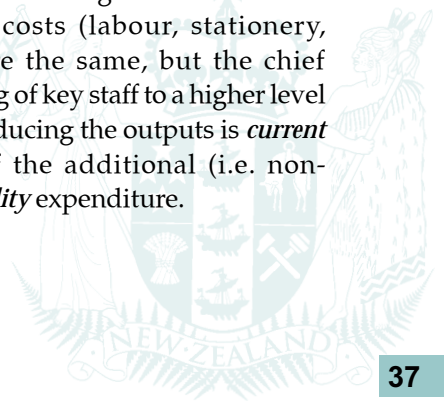 costs (labour, stationery,
e the same, but the chief
g of key staff to a higher level
ducing the outputs is current
f the additional (i.e. non-
lity expenditure.
NEW ZEALAND
37